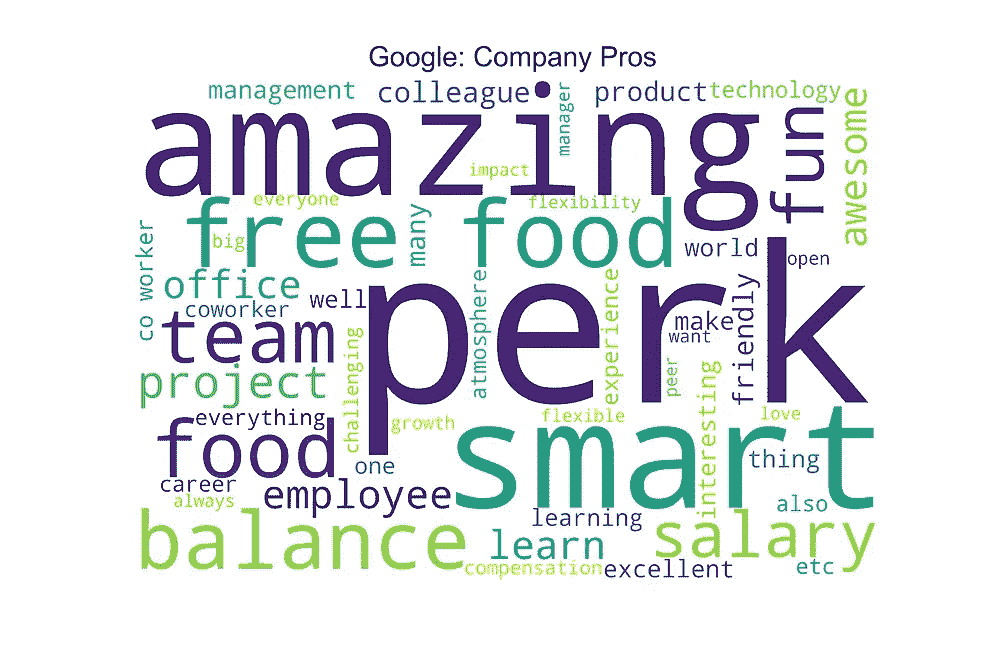 Google: Company Pros
management
colleague
manager
product
technology
amazing
fun
awesome
impact
everyone
flexibility
free food
big
many
co worker
world
open
office
well
perk
atmosphere
experience
friendly
coworker
team
make
want
challenging
project
peer
interesting
everything
growth
flexible
love
food
smart
one
thing
career
always
employee
also
learning
balance
learn
salary
compensation
excellent
etc